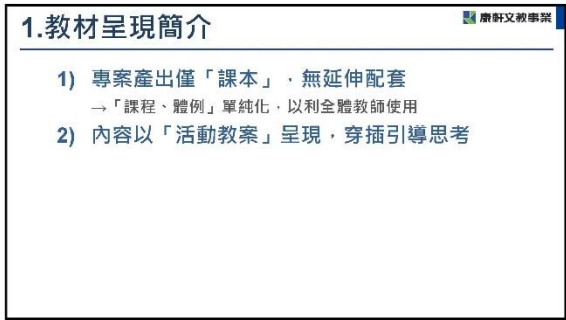 1.教材呈現簡介
康軒文教事業
1) 專案產出僅「課本」，無延伸配套
→「課程、體例」單純化，以利全體教師使用
2) 內容以「活動教案」呈現，穿插引導思考